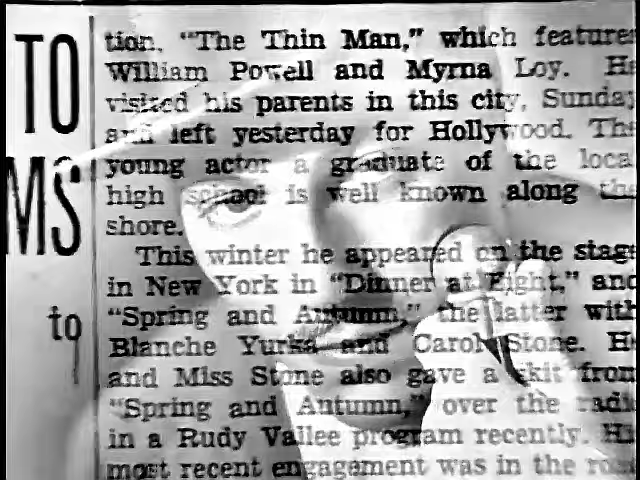 TO
MS
to
tion. "The Thin Man," which features
William Powell and Myrna Loy. He
visited his parents in this city, Sunday
and left yesterday for Hollywood. This
young actor a graduate of the local
high school is well known along the
shore.
This winter he appeared on the stage
in New York in "Dinner at Eight," and
"Spring and Autumn," the latter with
Blanche Yurka and Carol Stone. He
and Miss Stone also gave a skit from
"Spring and Autumn," over the radio
in a Rudy Vallee program recently. His
most recent engagement was in the